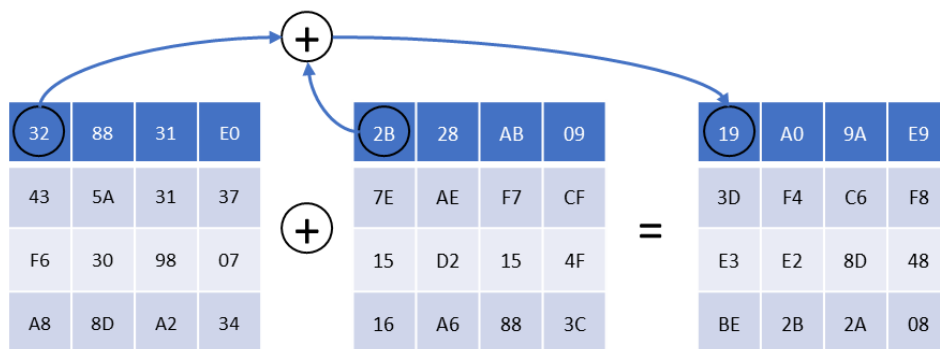 +
32 88 31 E0 2B 28 AB 09 19 A0 9A E9
43 5A 31 37 7E AE F7 CF 3D F4 C6 F8
+ =
F6 30 98 07 15 D2 15 4F E3 E2 8D 48
A8 8D A2 34 16 A6 88 3C BE 2B 2A 08